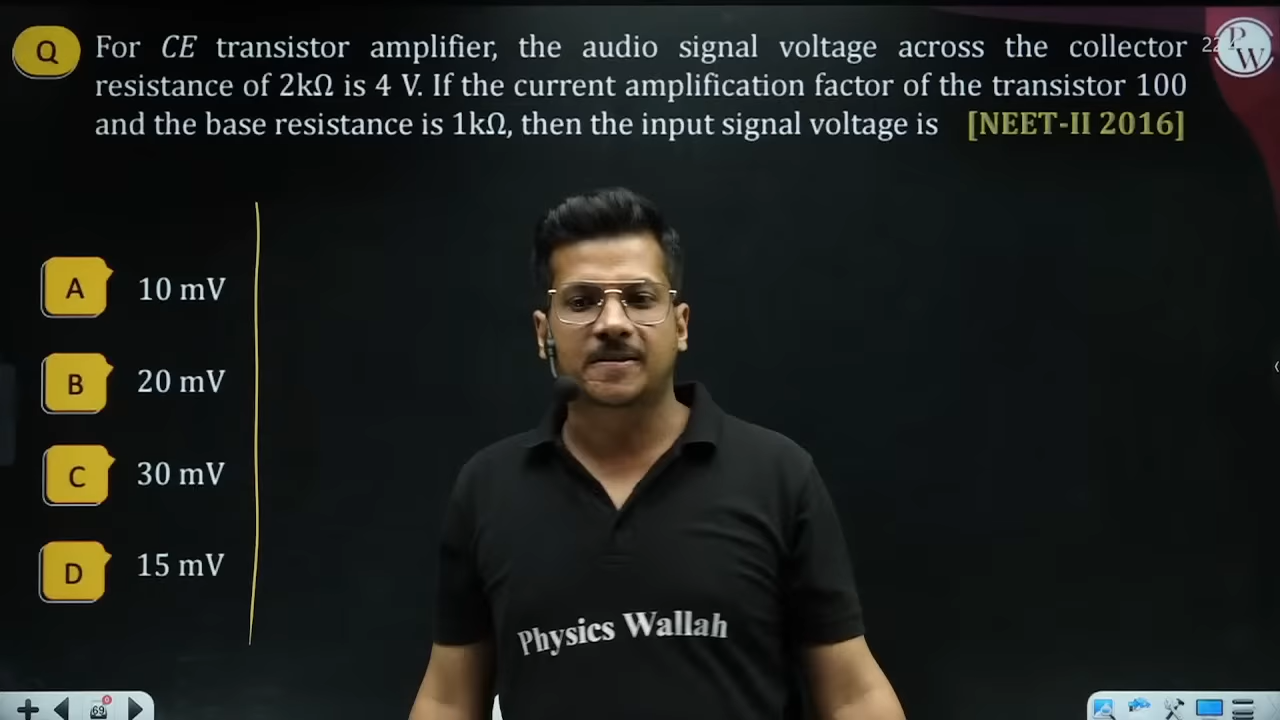 Q For CE transistor amplifier, the audio signal voltage across the collector
resistance of 2kΩ is 4 V. If the current amplification factor of the transistor 100
and the base resistance is 1kΩ, then the input signal voltage is [NEET-II 2016]
A 10 mV
B 20 mV
C 30 mV
D 15 mV
Physics Wallah
PW
69